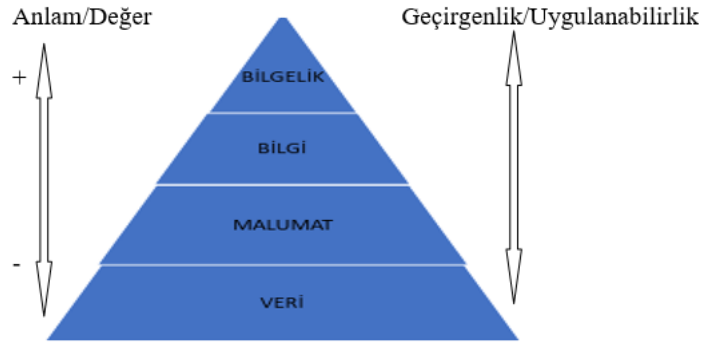 Anlam/Değer
Geçirgenlik/Uygulanabilirlik
+
BİLGELİK
BİLGİ
MALUMAT
-
VERİ